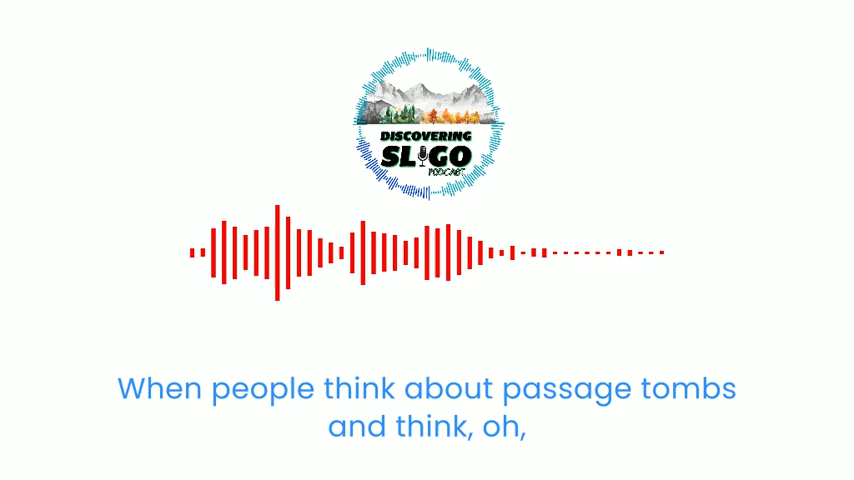 DISCOVERING
SLIGO
PODCAST
When people think about passage tombs
and think, oh,